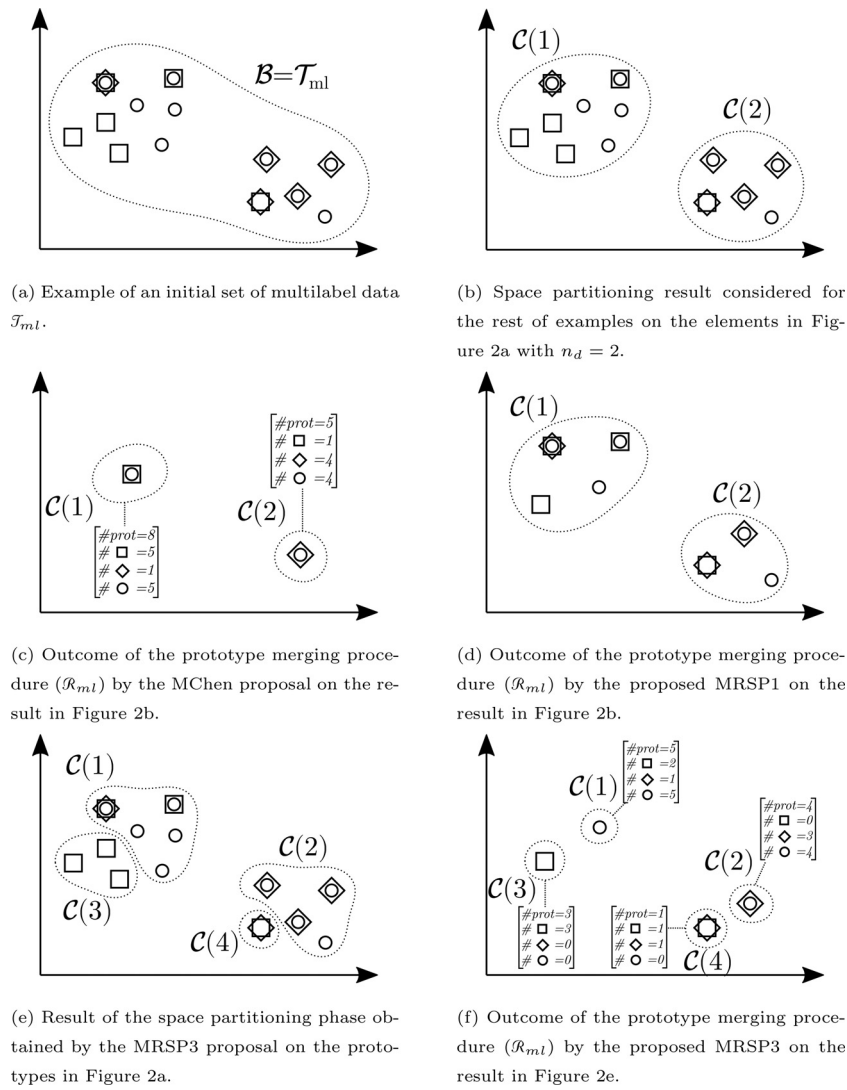 B=T_ml
C(1)
C(2)
(a) Example of an initial set of multilabel data
T_ml.
(b) Space partitioning result considered for
the rest of examples on the elements in Fig-
ure 2a with n_d = 2.
C(1)
#prot=8
# □ =5
# ◇ =1
# ○ =5
C(2)
#prot=5
# □ =1
# ◇ =4
# ○ =4
C(1)
C(2)
(c) Outcome of the prototype merging proce-
dure (R_ml) by the MChen proposal on the re-
sult in Figure 2b.
(d) Outcome of the prototype merging proce-
dure (R_ml) by the proposed MRSP1 on the
result in Figure 2b.
C(1)
C(2)
C(3)
C(4)
C(1)
#prot=5
# □ =2
# ◇ =1
# ○ =5
C(2)
#prot=4
# □ =0
# ◇ =3
# ○ =4
C(3)
#prot=3
# □ =3
# ◇ =0
# ○ =0
#prot=1
# □ =1
# ◇ =1
# ○ =0
C(4)
(e) Result of the space partitioning phase ob-
tained by the MRSP3 proposal on the proto-
types in Figure 2a.
(f) Outcome of the prototype merging proce-
dure (R_ml) by the proposed MRSP3 on the
result in Figure 2e.